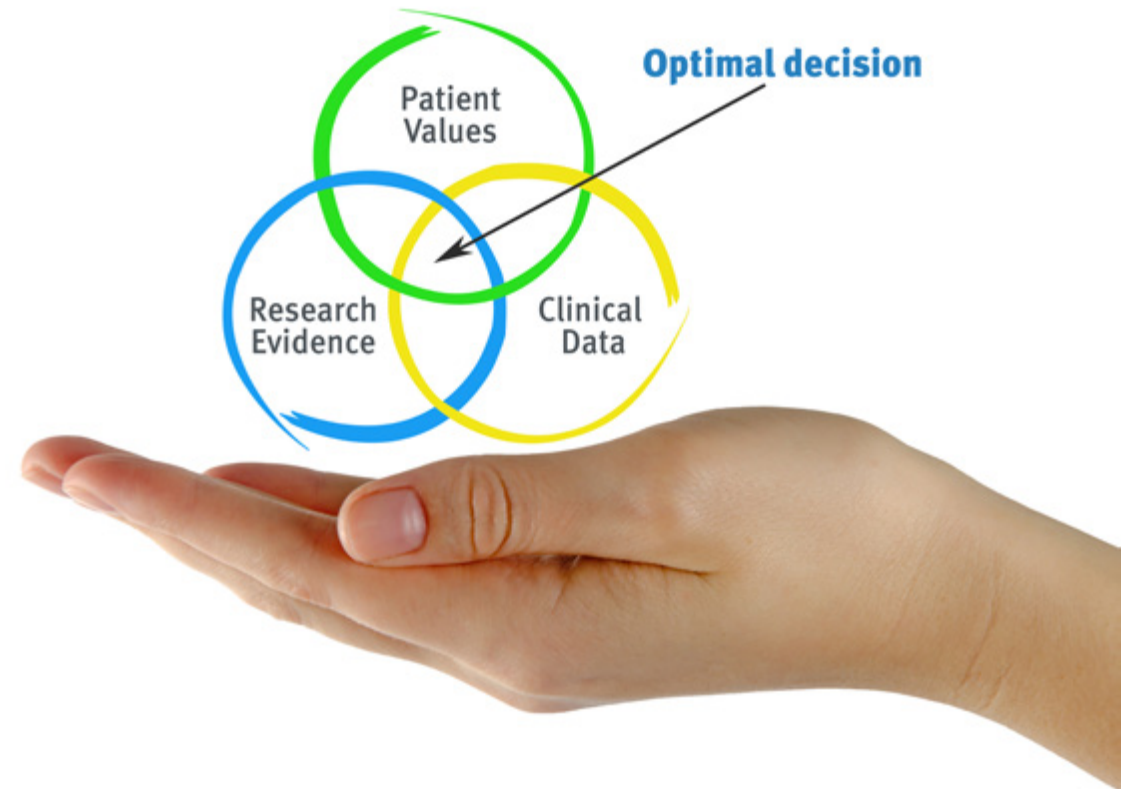 Optimal decision
Patient
Values
Research
Evidence
Clinical
Data